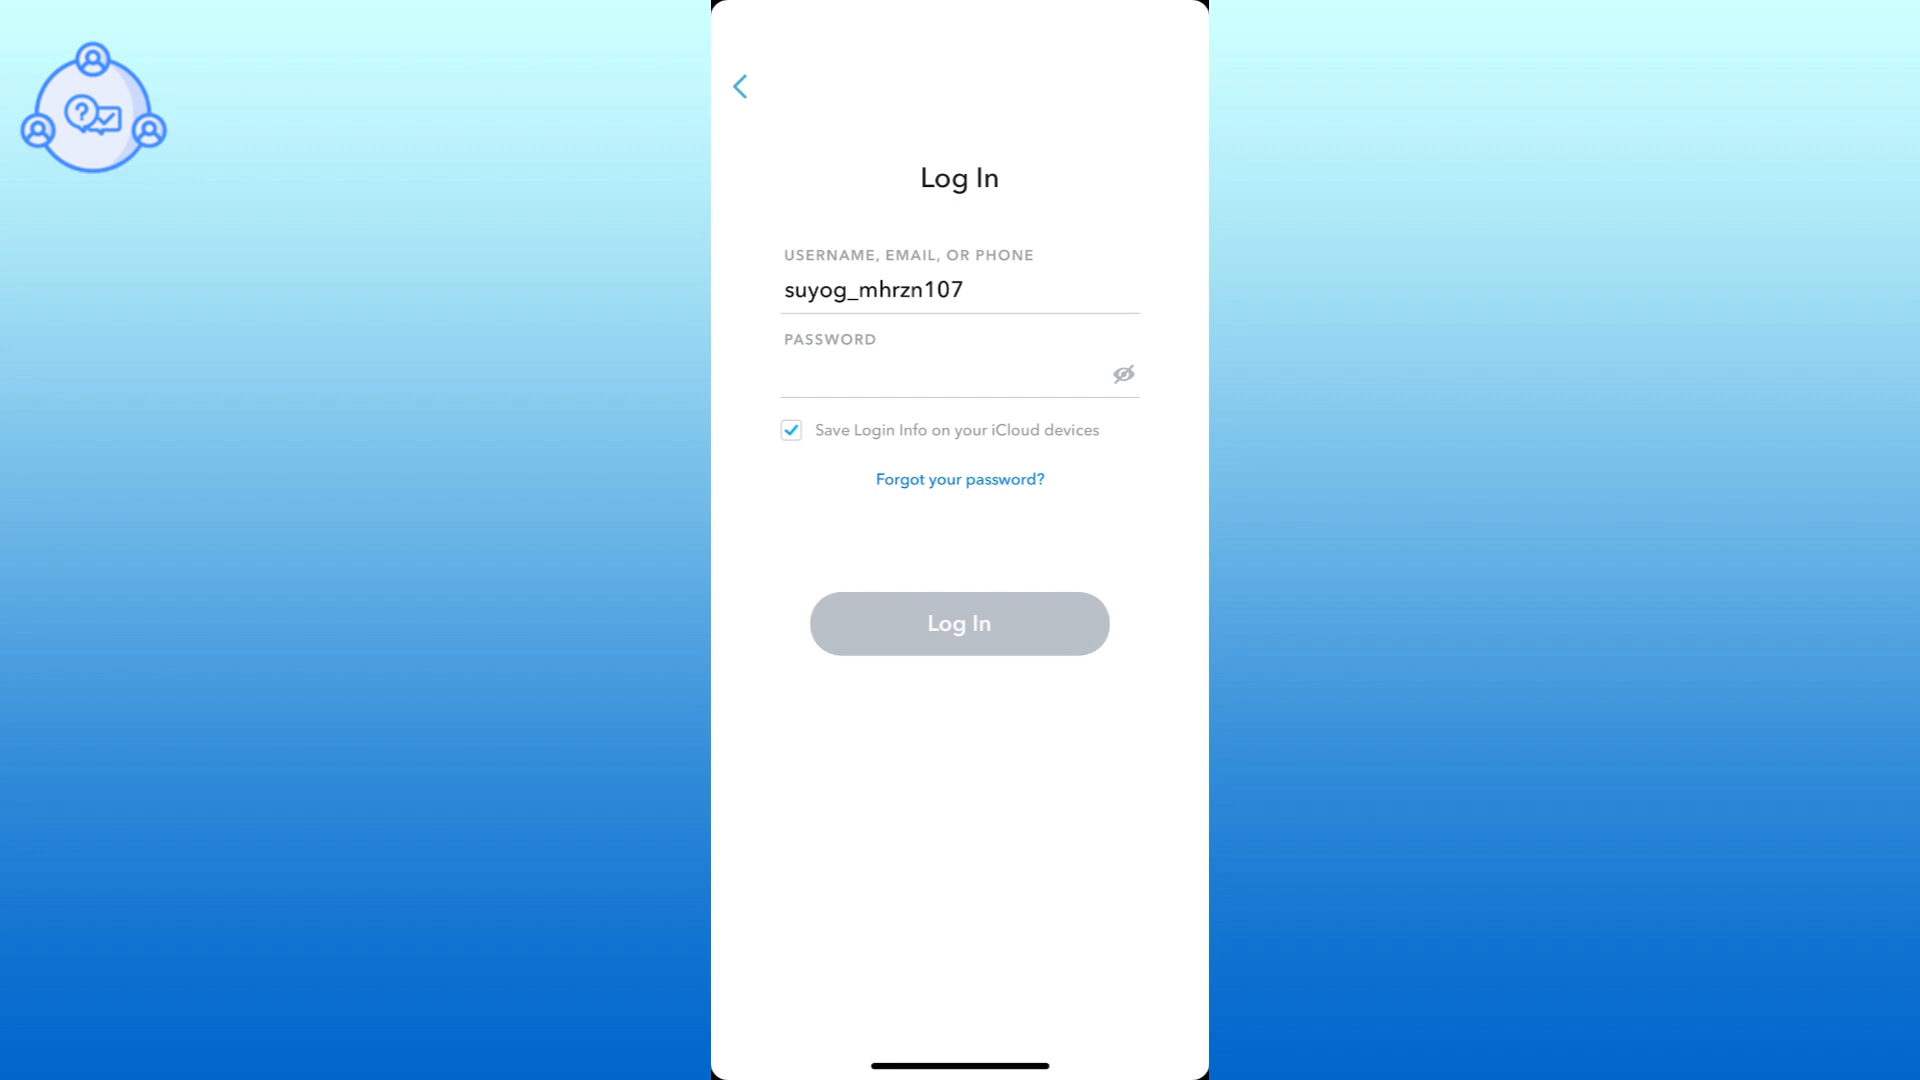 Log In
USERNAME, EMAIL, OR PHONE
suyog_mhrzn107
PASSWORD
Save Login Info on your iCloud devices
Forgot your password?
Log In